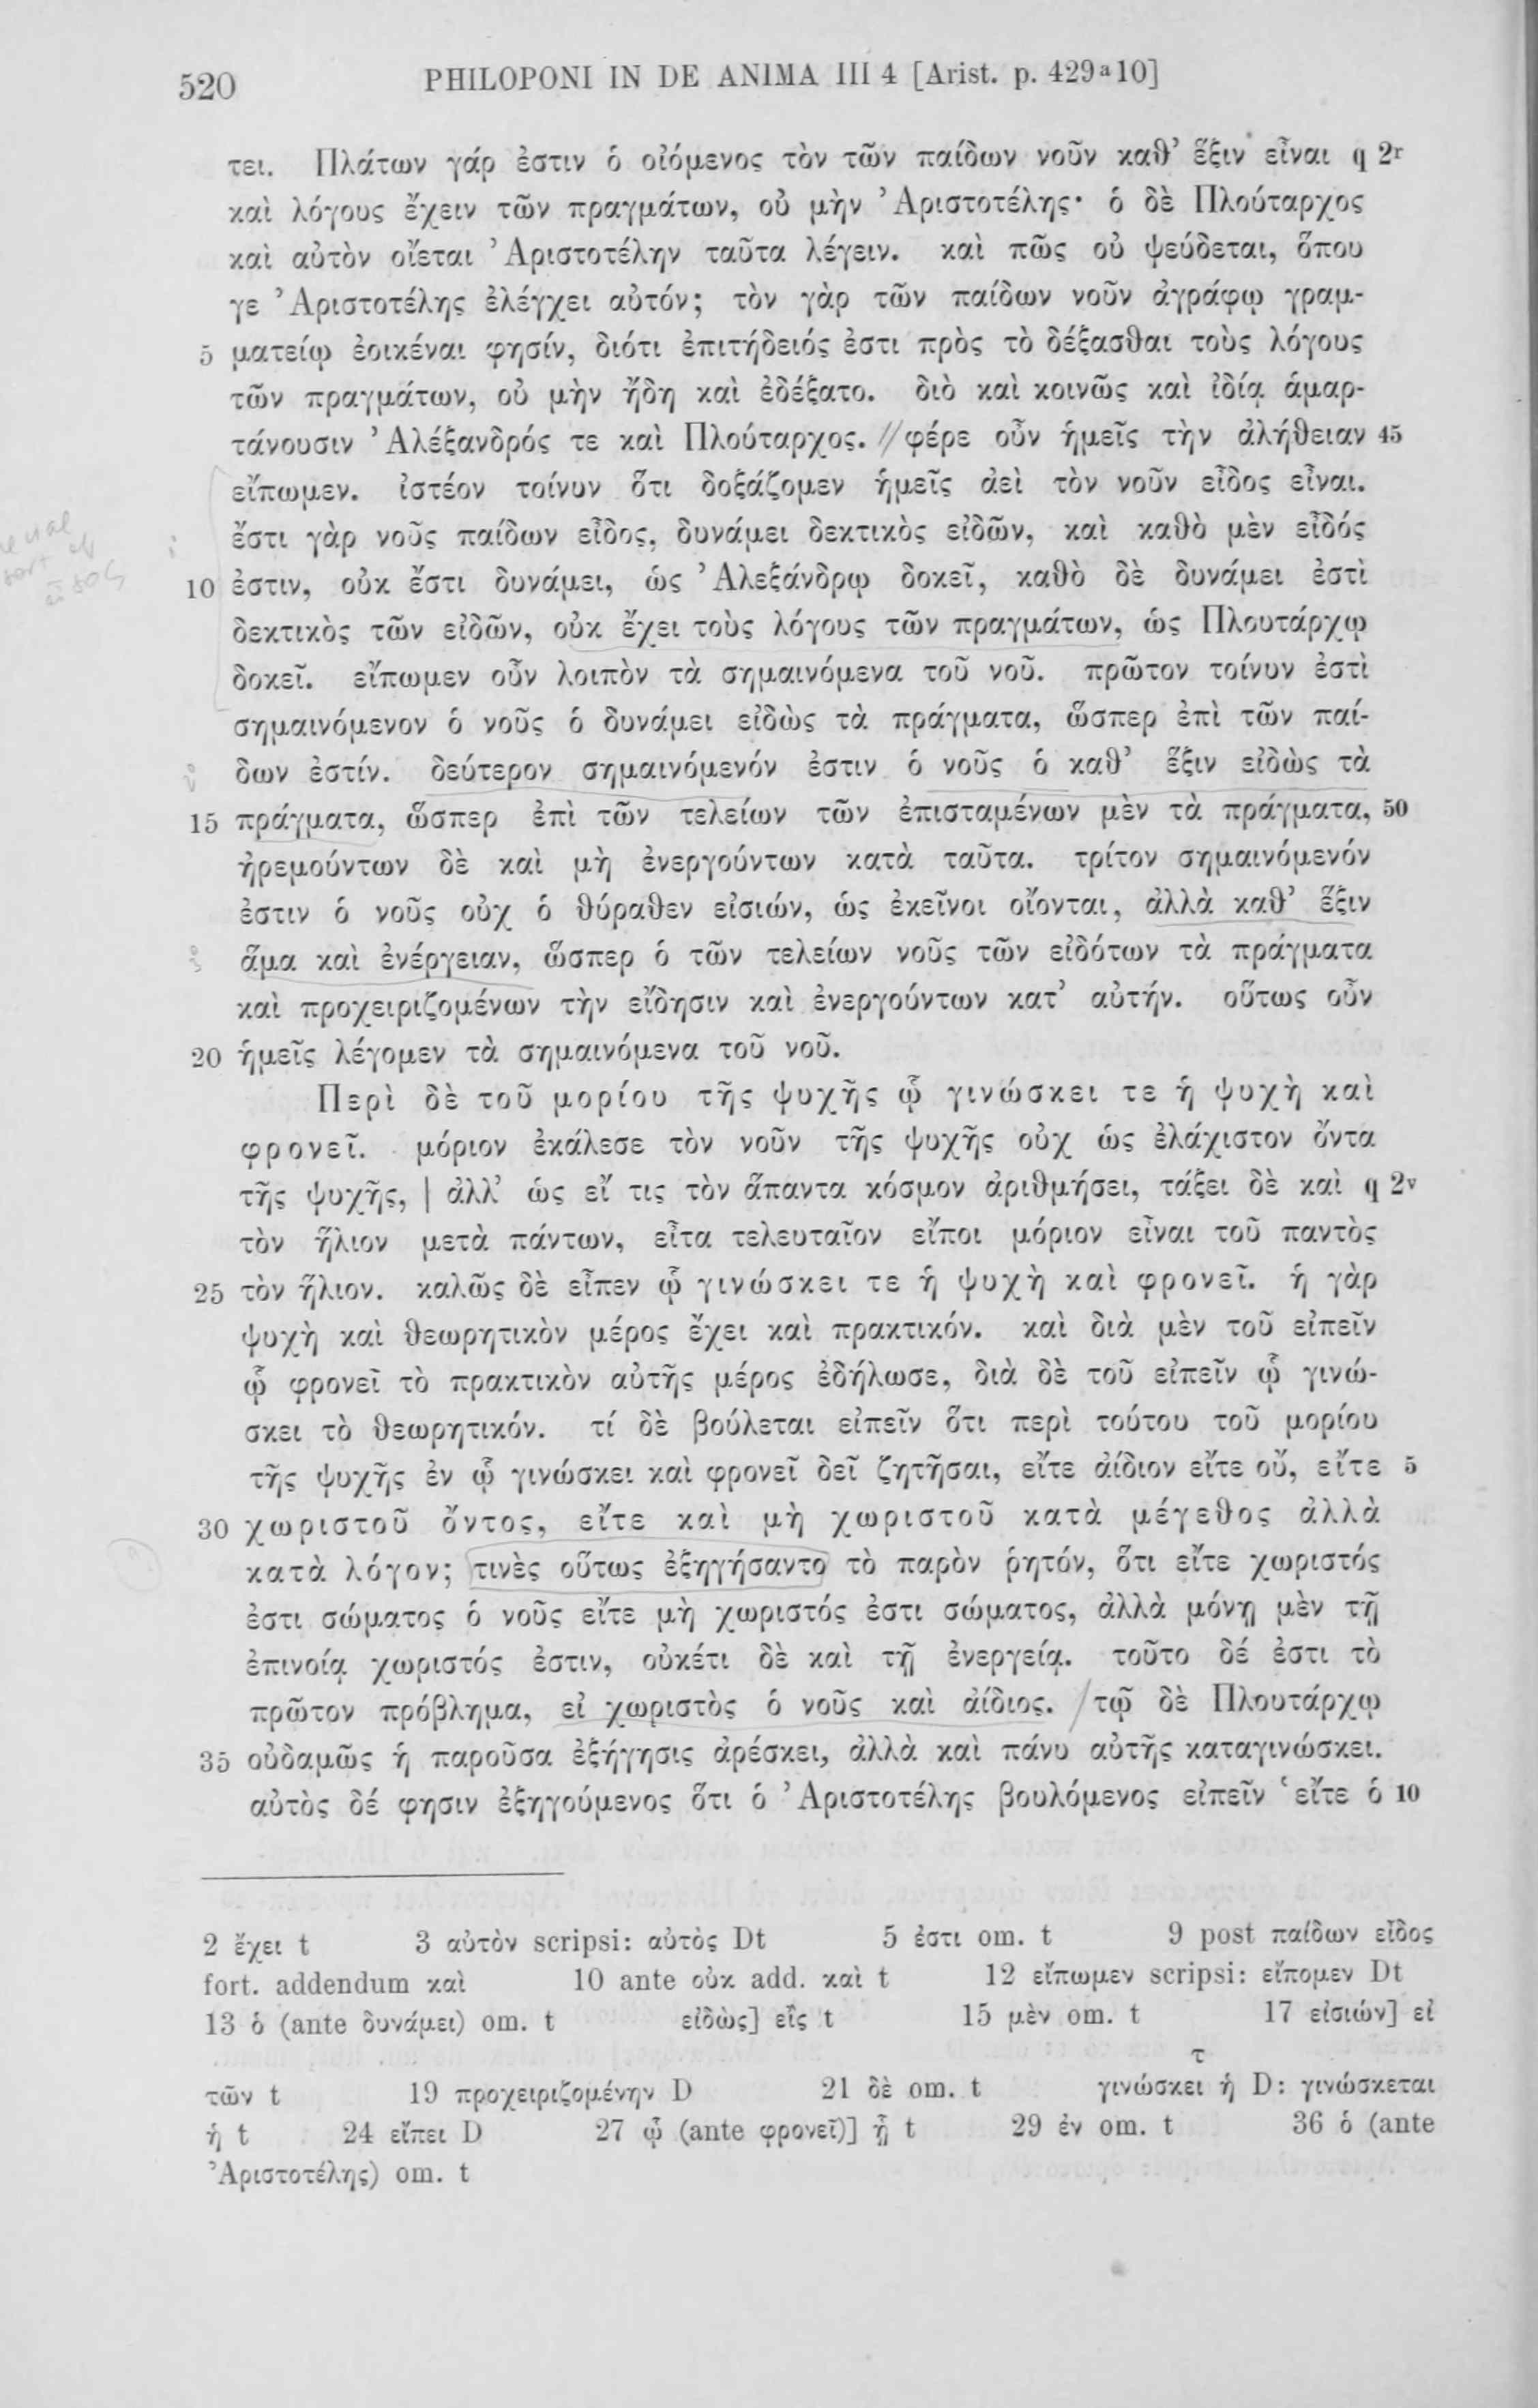 520 PHILOPONI IN DE ANIMA III 4 [Arist. p. 429ᵃ10]
τει. Πλάτων γάρ ἐστιν ὁ οἰόμενος τὸν τῶν παίδων νοῦν καθ’ ἕξιν εἶναι q 2ʳ
καὶ λόγους ἔχειν τῶν πραγμάτων, οὐ μὴν Ἀριστοτέλης· ὁ δὲ Πλούταρχος
καὶ αὐτὸν οἴεται Ἀριστοτέλην ταῦτα λέγειν. καὶ πῶς οὐ ψεύδεται, ὅπου
γε Ἀριστοτέλης ἐλέγχει αὐτόν; τὸν γὰρ τῶν παίδων νοῦν ἀγράφῳ γραμ-
5 ματείῳ ἐοικέναι φησίν, διότι ἐπιτήδειός ἐστι πρὸς τὸ δέξασθαι τοὺς λόγους
τῶν πραγμάτων, οὐ μὴν ἤδη καὶ ἐδέξατο. διὸ καὶ κοινῶς καὶ ἰδίᾳ ἁμαρ-
τάνουσιν Ἀλέξανδρός τε καὶ Πλούταρχος. // φέρε οὖν ἡμεῖς τὴν ἀλήθειαν 45
εἴπωμεν. ἰστέον τοίνυν ὅτι δοξάζομεν ἡμεῖς ἀεὶ τὸν νοῦν εἶδος εἶναι.
ἔστι γὰρ νοῦς παίδων εἶδος, δυνάμει δεκτικὸς εἰδῶν, καὶ καθὸ μὲν εἶδός
10 ἐστιν, οὐκ ἔστι δυνάμει, ὡς Ἀλεξάνδρῳ δοκεῖ, καθὸ δὲ δυνάμει ἐστὶ
δεκτικὸς τῶν εἰδῶν, οὐκ ἔχει τοὺς λόγους τῶν πραγμάτων, ὡς Πλουτάρχῳ
δοκεῖ. εἴπωμεν οὖν λοιπὸν τὰ σημαινόμενα τοῦ νοῦ. πρῶτον τοίνυν ἐστὶ
σημαινόμενον ὁ νοῦς ὁ δυνάμει εἰδὼς τὰ πράγματα, ὥσπερ ἐπὶ τῶν παί-
δων ἐστίν. δεύτερον σημαινόμενόν ἐστιν ὁ νοῦς ὁ καθ’ ἕξιν εἰδὼς τὰ
15 πράγματα, ὥσπερ ἐπὶ τῶν τελείων τῶν ἐπισταμένων μὲν τὰ πράγματα, 50
ἠρεμούντων δὲ καὶ μὴ ἐνεργούντων κατὰ ταῦτα. τρίτον σημαινόμενόν
ἐστιν ὁ νοῦς οὐχ ὁ θύραθεν εἰσιών, ὡς ἐκεῖνοι οἴονται, ἀλλὰ καθ’ ἕξιν
ἅμα καὶ ἐνέργειαν, ὥσπερ ὁ τῶν τελείων νοῦς τῶν εἰδότων τὰ πράγματα
καὶ προχειριζομένων τὴν εἴδησιν καὶ ἐνεργούντων κατ’ αὐτήν. οὕτως οὖν
20 ἡμεῖς λέγομεν τὰ σημαινόμενα τοῦ νοῦ.
Περὶ δὲ τοῦ μορίου τῆς ψυχῆς ᾧ γινώσκει τε ἡ ψυχὴ καὶ
φρονεῖ. μόριον ἐκάλεσε τὸν νοῦν τῆς ψυχῆς οὐχ ὡς ἐλάχιστον ὄντα
τῆς ψυχῆς, | ἀλλ’ ὡς εἴ τις τὸν ἅπαντα κόσμον ἀριθμήσει, τάξει δὲ καὶ q 2ᵛ
τὸν ἥλιον μετὰ πάντων, εἶτα τελευταῖον εἴποι μόριον εἶναι τοῦ παντὸς
25 τὸν ἥλιον. καλῶς δὲ εἶπεν ᾧ γινώσκει τε ἡ ψυχὴ καὶ φρονεῖ. ἡ γὰρ
ψυχὴ καὶ θεωρητικὸν μέρος ἔχει καὶ πρακτικόν. καὶ διὰ μὲν τοῦ εἰπεῖν
ᾧ φρονεῖ τὸ πρακτικὸν αὐτῆς μέρος ἐδήλωσε, διὰ δὲ τοῦ εἰπεῖν ᾧ γινώ-
σκει τὸ θεωρητικόν. τί δὲ βούλεται εἰπεῖν ὅτι περὶ τούτου τοῦ μορίου
τῆς ψυχῆς ἐν ᾧ γινώσκει καὶ φρονεῖ δεῖ ζητῆσαι, εἴτε ἀίδιον εἴτε οὔ, εἴτε 5
30 χωριστοῦ ὄντος, εἴτε καὶ μὴ χωριστοῦ κατὰ μέγεθος ἀλλὰ
κατὰ λόγον; τινὲς οὕτως ἐξηγήσαντο τὸ παρὸν ῥητόν, ὅτι εἴτε χωριστός
ἐστι σώματος ὁ νοῦς εἴτε μὴ χωριστός ἐστι σώματος, ἀλλὰ μόνῃ μὲν τῇ
ἐπινοίᾳ χωριστός ἐστιν, οὐκέτι δὲ καὶ τῇ ἐνεργείᾳ. τοῦτο δέ ἐστι τὸ
πρῶτον πρόβλημα, εἰ χωριστὸς ὁ νοῦς καὶ ἀίδιος. / τῷ δὲ Πλουτάρχῳ
35 οὐδαμῶς ἡ παροῦσα ἐξήγησις ἀρέσκει, ἀλλὰ καὶ πάνυ αὐτῆς καταγινώσκει.
αὐτὸς δέ φησιν ἐξηγούμενος ὅτι ὁ Ἀριστοτέλης βουλόμενος εἰπεῖν ‘εἴτε ὁ 10
2 ἔχει t 3 αὐτὸν scripsi: αὐτὸς Dt 5 ἐστι om. t 9 post παίδων εἶδος
fort. addendum καὶ 10 ante οὐκ add. καὶ t 12 εἴπωμεν scripsi: εἴπομεν Dt
13 ὁ (ante δυνάμει) om. t εἰδὼς] εἷς t 15 μὲν om. t 17 εἰσιών] εἰ
τῶν t 19 προχειριζομένην D 21 δὲ om. t γινώσκει τ ἡ D: γινώσκεται
ἡ t 24 εἴπει D 27 ᾧ (ante φρονεῖ)] ᾗ t 29 ἐν om. t 36 ὁ (ante
Ἀριστοτέλης) om. t